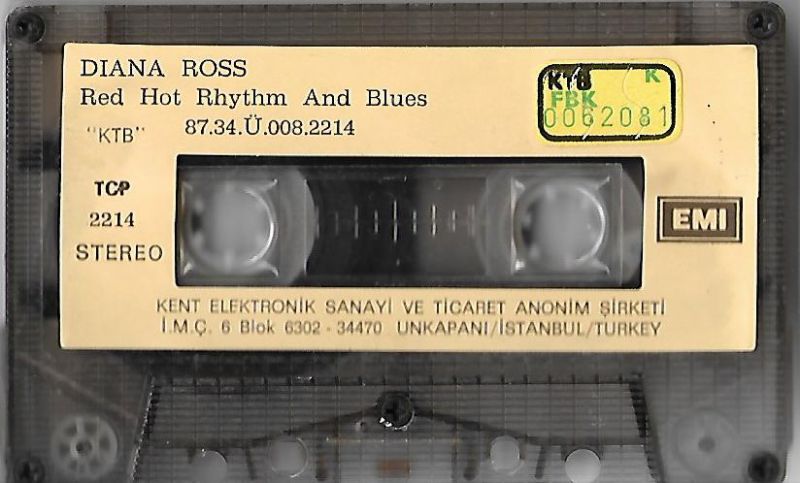 DIANA ROSS
Red Hot Rhythm And Blues
"KTB" 87.34.Ü.008.2214
KTB K
FBK
0062081
TCP
2214
STEREO
EMI
KENT ELEKTRONİK SANAYİ VE TİCARET ANONİM ŞİRKETİ
İ.M.Ç. 6 Blok 6302 - 34470 UNKAPANI/İSTANBUL/TURKEY